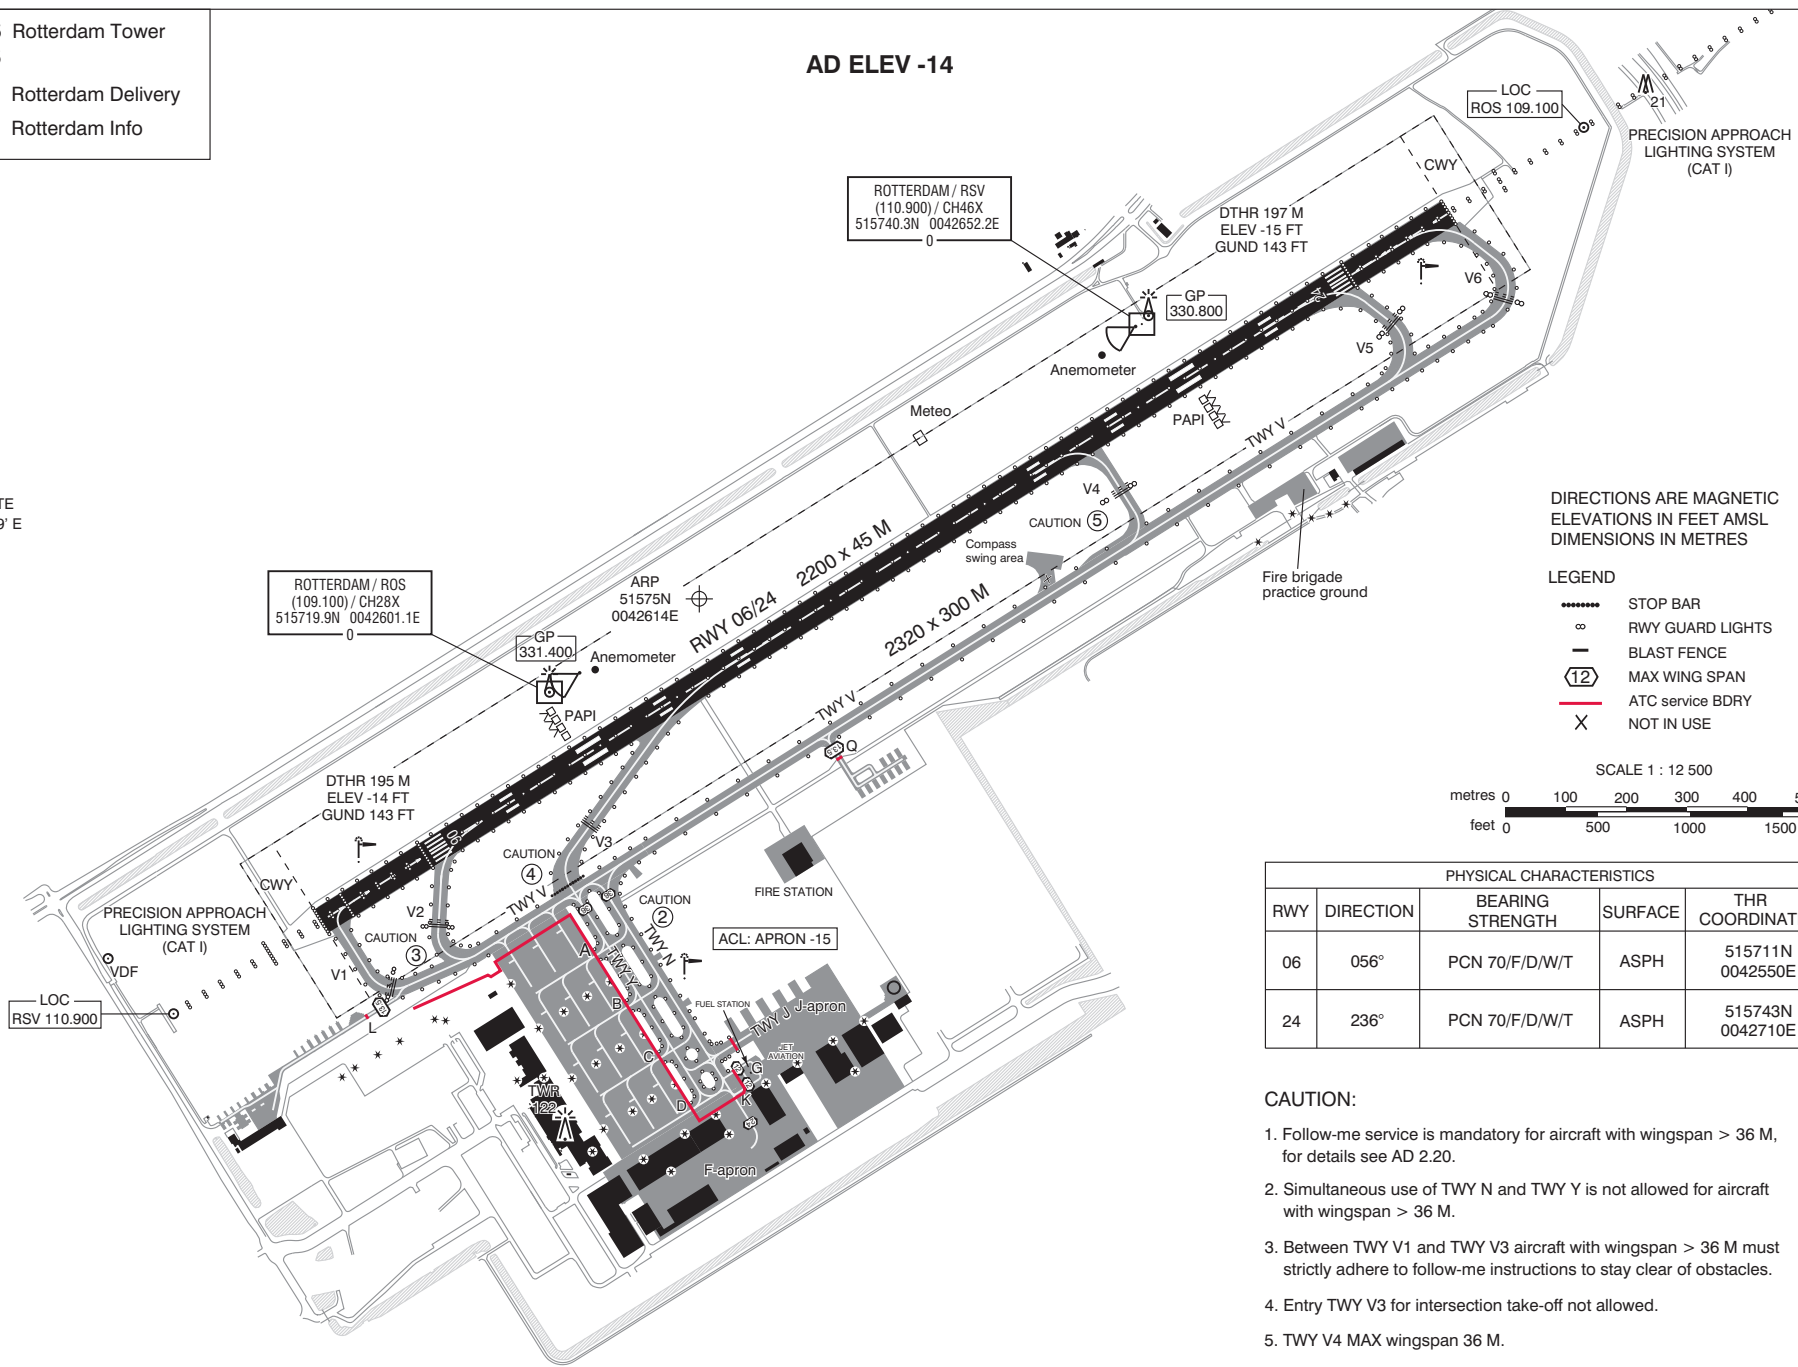 Rotterdam Tower
Rotterdam Delivery
Rotterdam Info
AD ELEV -14
LOC
ROS 109.100
21
PRECISION APPROACH
LIGHTING SYSTEM
(CAT I)
CWY
ROTTERDAM / RSV
(110.900) / CH46X
515740.3N 0042652.2E
0
DTHR 197 M
ELEV -15 FT
GUND 143 FT
GP
330.800
V6
24
V5
Anemometer
Meteo
PAPI
TWY V
V4
CAUTION 5
Compass
swing area
Fire brigade
practice ground
2200 x 45 M
RWY 06/24
2320 x 300 M
ARP
51575N
0042614E
ROTTERDAM / ROS
(109.100) / CH28X
515719.9N 0042601.1E
0
GP
331.400
Anemometer
PAPI
TWY V
Q
13.5
DTHR 195 M
ELEV -14 FT
GUND 143 FT
06
V3
CAUTION
4
FIRE STATION
CWY
TWY V
V2
CAUTION
3
CAUTION
2
36
36
TWY N
TWY Y
ACL: APRON -15
PRECISION APPROACH
LIGHTING SYSTEM
(CAT I)
VDF
V1
LOC
RSV 110.900
L
13.5
A
B
C
D
FUEL STATION
TWY J
J-apron
JET
AVIATION
G
K
TWR
122
F-apron
TE
9' E
DIRECTIONS ARE MAGNETIC
ELEVATIONS IN FEET AMSL
DIMENSIONS IN METRES
LEGEND
STOP BAR
RWY GUARD LIGHTS
BLAST FENCE
12 MAX WING SPAN
ATC service BDRY
NOT IN USE
SCALE 1 : 12 500
metres 0 100 200 300 400
feet 0 500 1000 1500
PHYSICAL CHARACTERISTICS
RWY DIRECTION BEARING STRENGTH SURFACE THR COORDINAT
06 056° PCN 70/F/D/W/T ASPH 515711N 0042550E
24 236° PCN 70/F/D/W/T ASPH 515743N 0042710E
CAUTION:
1. Follow-me service is mandatory for aircraft with wingspan > 36 M,
for details see AD 2.20.
2. Simultaneous use of TWY N and TWY Y is not allowed for aircraft
with wingspan > 36 M.
3. Between TWY V1 and TWY V3 aircraft with wingspan > 36 M must
strictly adhere to follow-me instructions to stay clear of obstacles.
4. Entry TWY V3 for intersection take-off not allowed.
5. TWY V4 MAX wingspan 36 M.